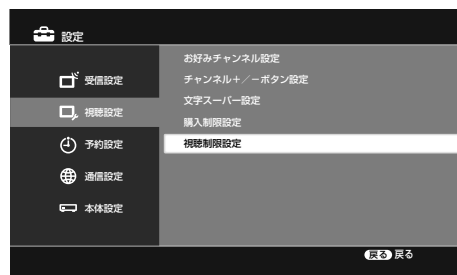 設定
受信設定
視聴設定
予約設定
通信設定
本体設定
お好みチャンネル設定
チャンネル+／−ボタン設定
文字スーパー設定
購入制限設定
視聴制限設定
戻る 戻る